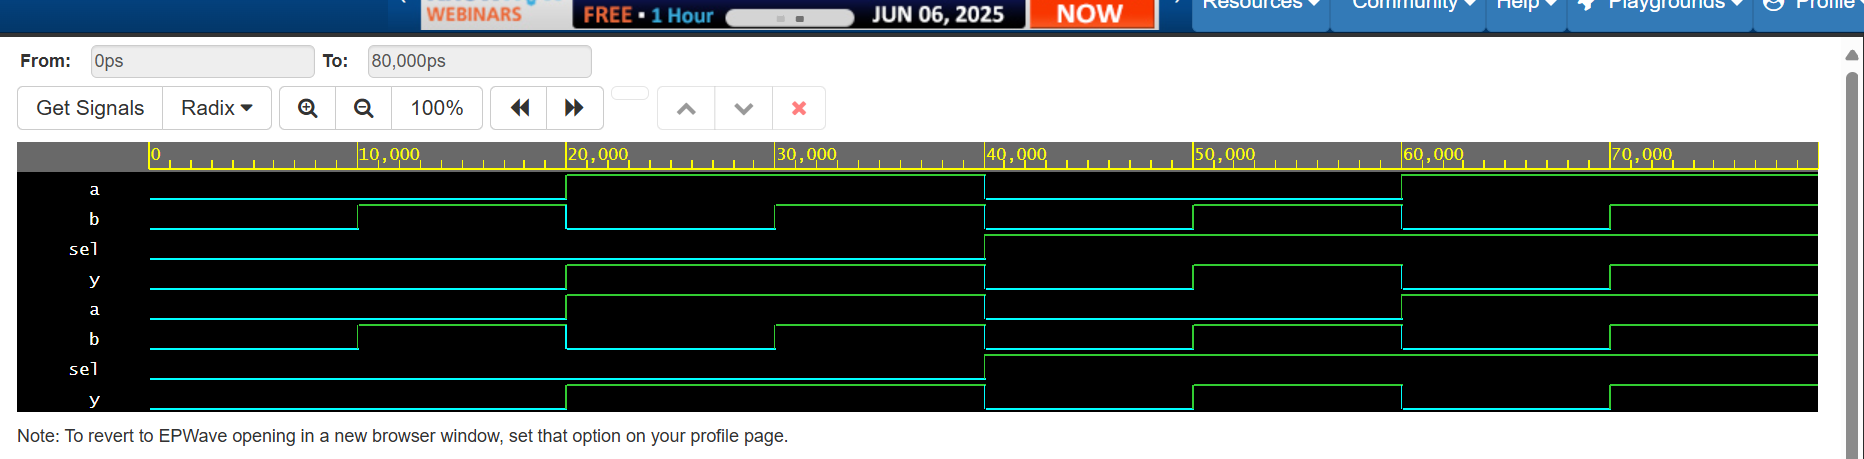 WEBINARS FREE ▪ 1 Hour JUN 06, 2025 NOW Resources Community Help Playgrounds Profile
From: 0ps To: 80,000ps
Get Signals Radix 100%
0 10,000 20,000 30,000 40,000 50,000 60,000 70,000
a
b
sel
y
a
b
sel
y
Note: To revert to EPWave opening in a new browser window, set that option on your profile page.